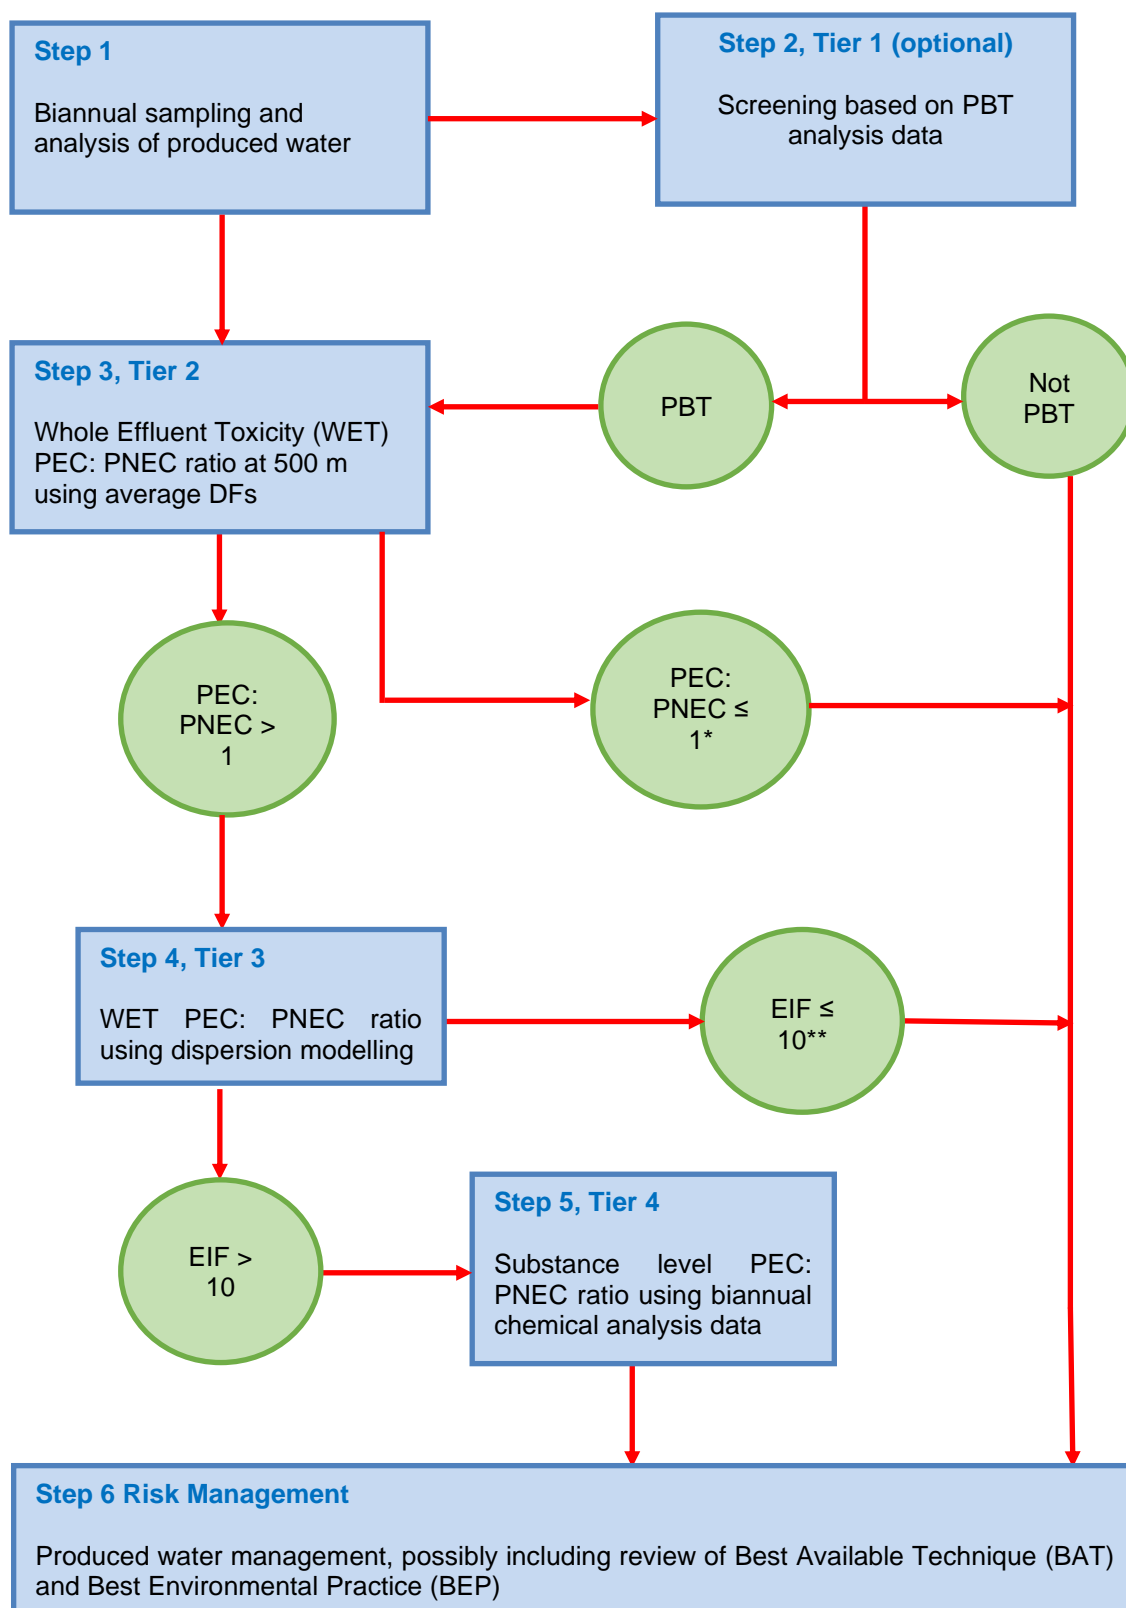 Step 1
Biannual sampling and
analysis of produced water
Step 2, Tier 1 (optional)
Screening based on PBT
analysis data
Step 3, Tier 2
Whole Effluent Toxicity (WET)
PEC: PNEC ratio at 500 m
using average DFs
PBT
Not
PBT
PEC:
PNEC >
1
PEC:
PNEC ≤
1*
Step 4, Tier 3
WET PEC: PNEC ratio
using dispersion modelling
EIF ≤
10**
EIF >
10
Step 5, Tier 4
Substance level PEC:
PNEC ratio using biannual
chemical analysis data
Step 6 Risk Management
Produced water management, possibly including review of Best Available Technique (BAT)
and Best Environmental Practice (BEP)